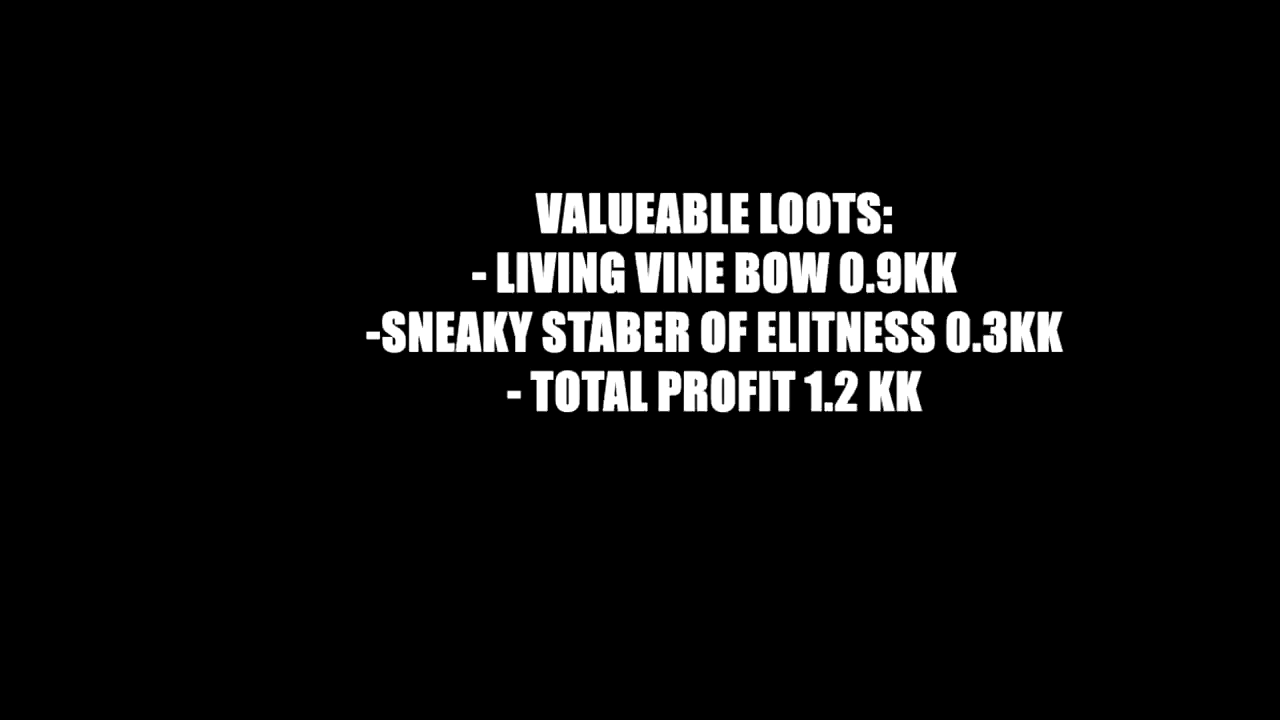 VALUEABLE LOOTS:
- LIVING VINE BOW 0.9KK
-SNEAKY STABER OF ELITNESS 0.3KK
- TOTAL PROFIT 1.2 KK